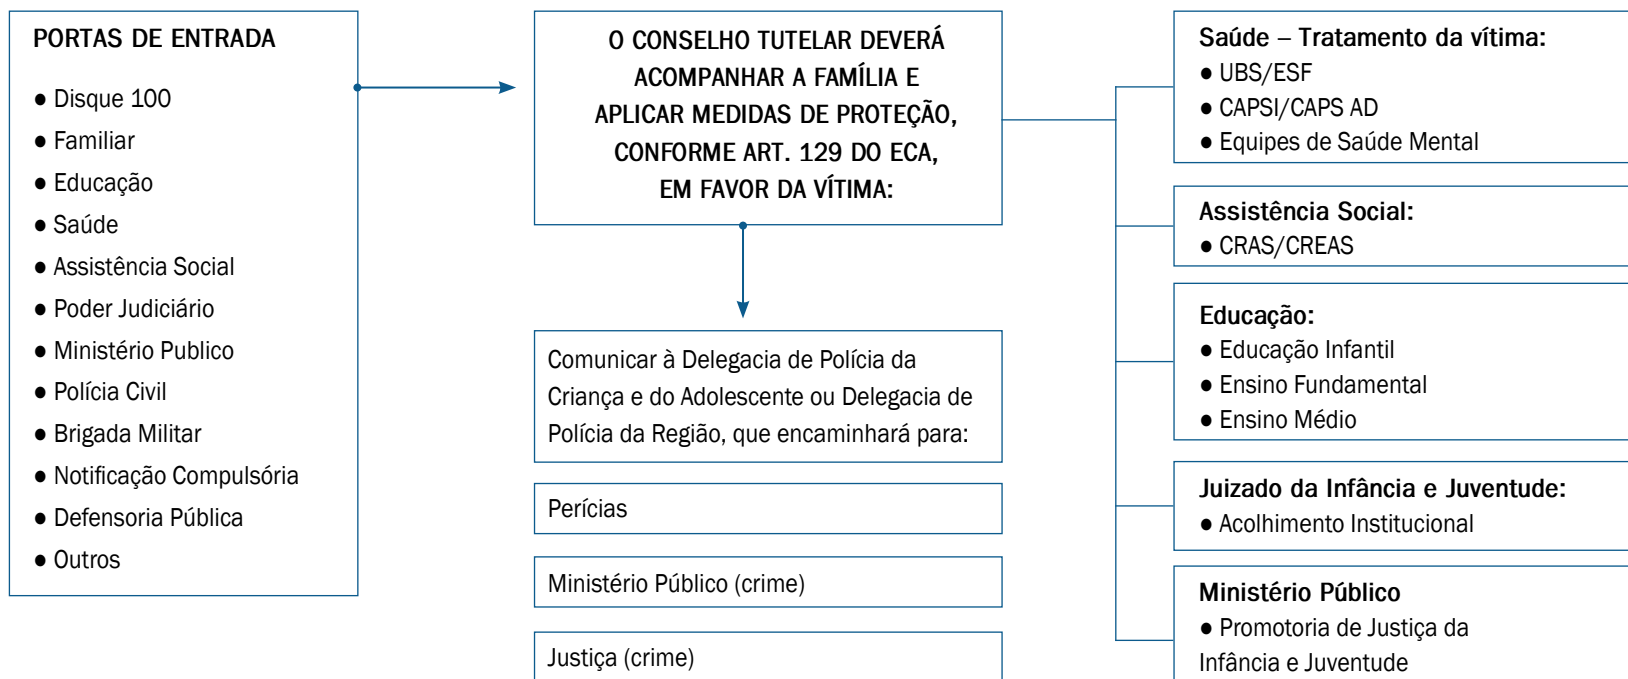 PORTAS DE ENTRADA
● Disque 100
● Familiar
● Educação
● Saúde
● Assistência Social
● Poder Judiciário
● Ministério Publico
● Polícia Civil
● Brigada Militar
● Notificação Compulsória
● Defensoria Pública
● Outros
O CONSELHO TUTELAR DEVERÁ
ACOMPANHAR A FAMÍLIA E
APLICAR MEDIDAS DE PROTEÇÃO,
CONFORME ART. 129 DO ECA,
EM FAVOR DA VÍTIMA:
Comunicar à Delegacia de Polícia da
Criança e do Adolescente ou Delegacia de
Polícia da Região, que encaminhará para:
Perícias
Ministério Público (crime)
Justiça (crime)
Saúde – Tratamento da vítima:
● UBS/ESF
● CAPSI/CAPS AD
● Equipes de Saúde Mental
Assistência Social:
● CRAS/CREAS
Educação:
● Educação Infantil
● Ensino Fundamental
● Ensino Médio
Juizado da Infância e Juventude:
● Acolhimento Institucional
Ministério Público
● Promotoria de Justiça da
Infância e Juventude